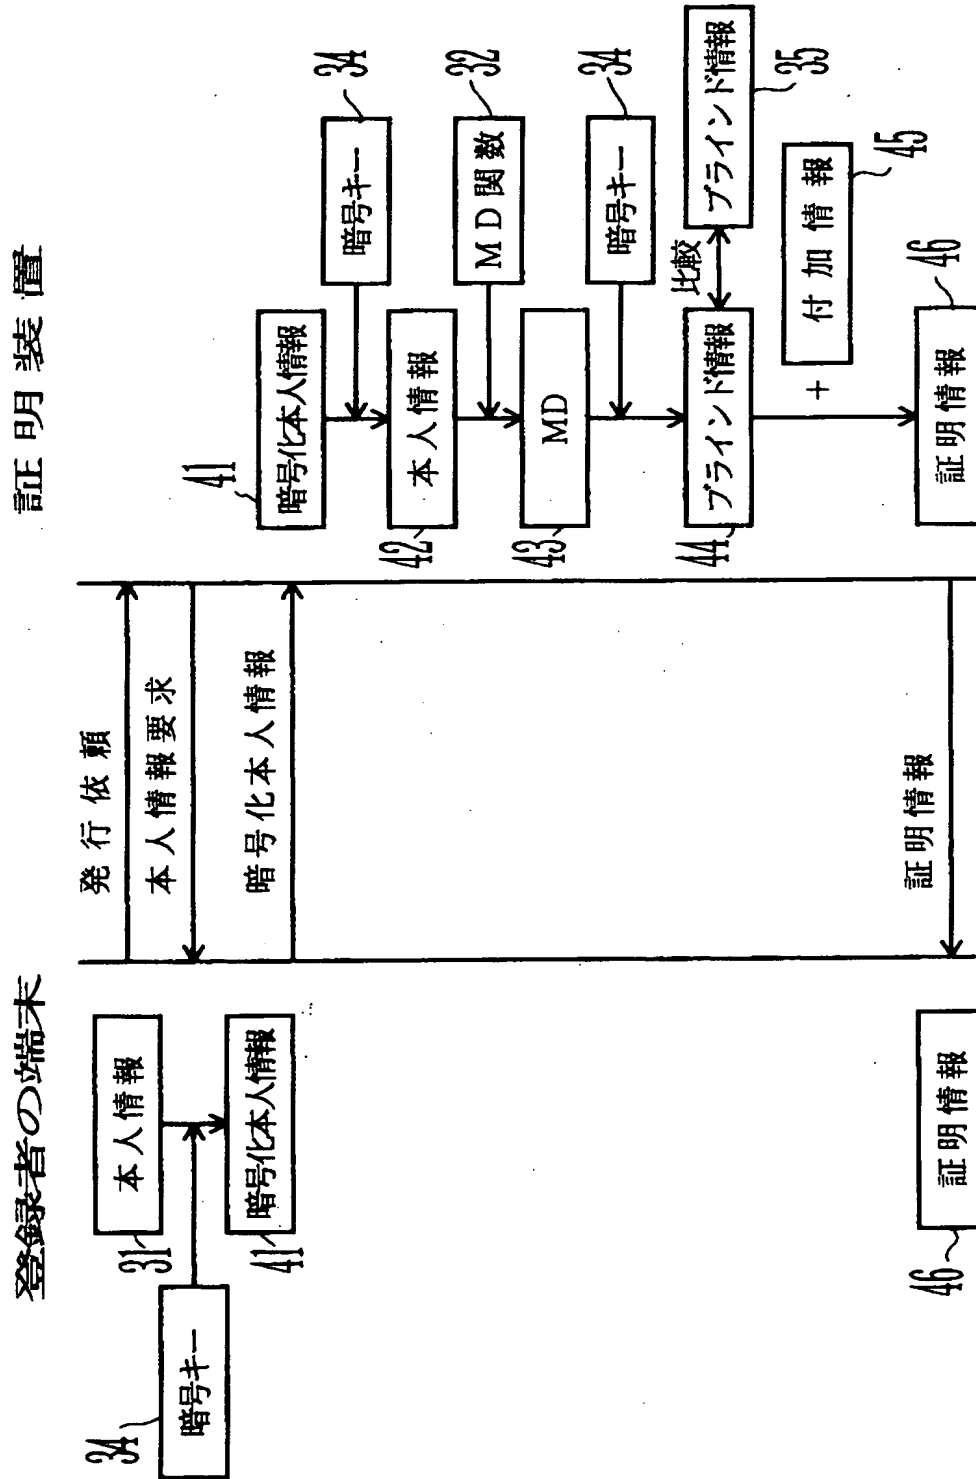 登録者の端末
証明装置
34
暗号キー
31
本人情報
41
暗号化本人情報
発行依頼
本人情報要求
暗号化本人情報
41
暗号化本人情報
暗号キー
34
42
本人情報
MD関数
32
43
MD
暗号キー
34
44
ブラインド情報
比較
ブラインド情報
35
+
付加情報
45
証明情報
46
証明情報
46
証明情報